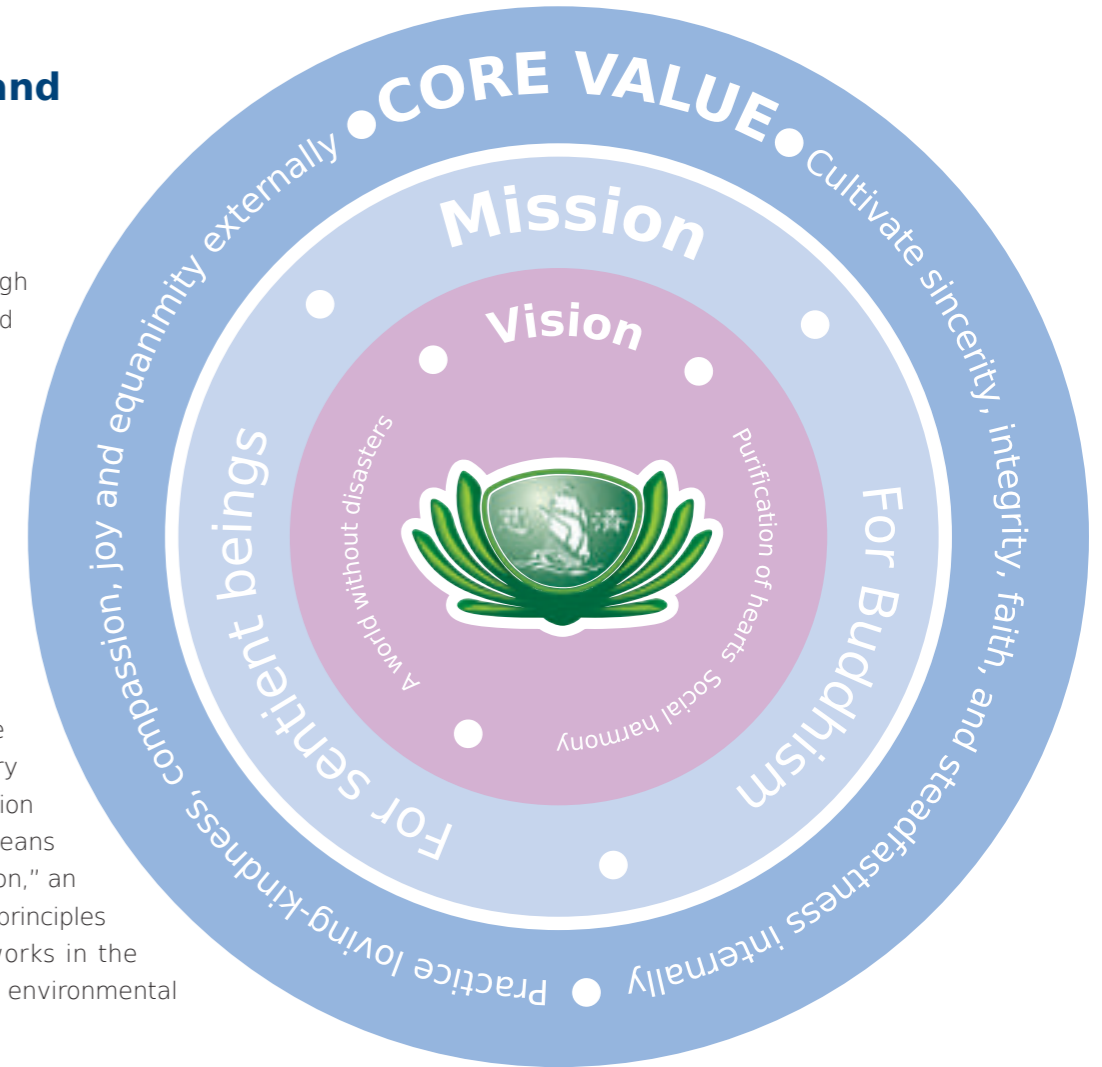 and
gh
d
e
ry
ion
eans
on,” an
principles
works in the
environmental
CORE VALUE
Cultivate sincerity, integrity, faith, and steadfastness internally
Practice loving-kindness, compassion, joy and equanimity externally
Mission
For Buddhism
For sentient beings
Vision
Purification of hearts Social harmony
A world without disasters
濟